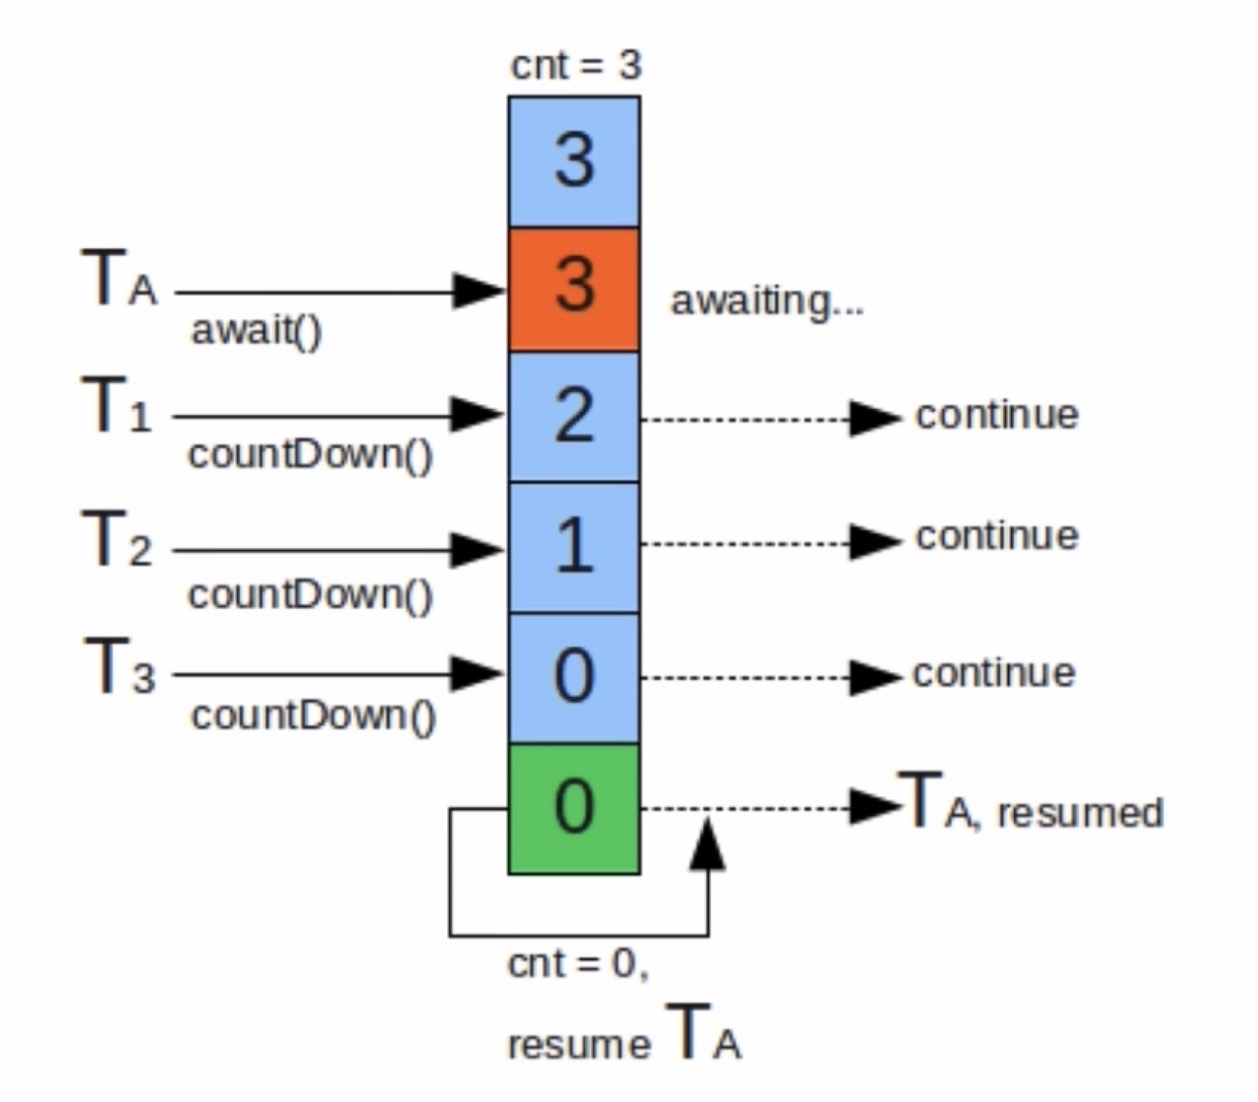 cnt = 3
3
TA
await()
3
awaiting...
T1
countDown()
2
continue
T2
countDown()
1
continue
T3
countDown()
0
continue
0
TA, resumed
cnt = 0,
resume TA